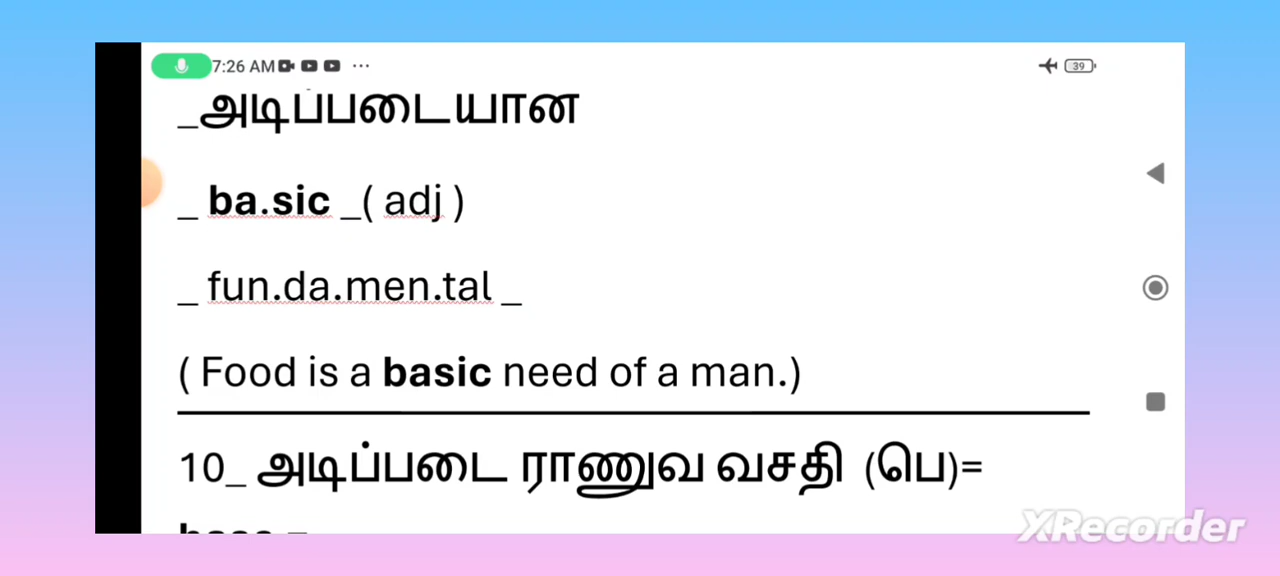 7:26 AM ...
39
_அடிப்படையான
_ ba.sic _( adj )
_ fun.da.men.tal _
( Food is a basic need of a man.)
10_ அடிப்படை ராணுவ வசதி (பெ)=
XRecorder